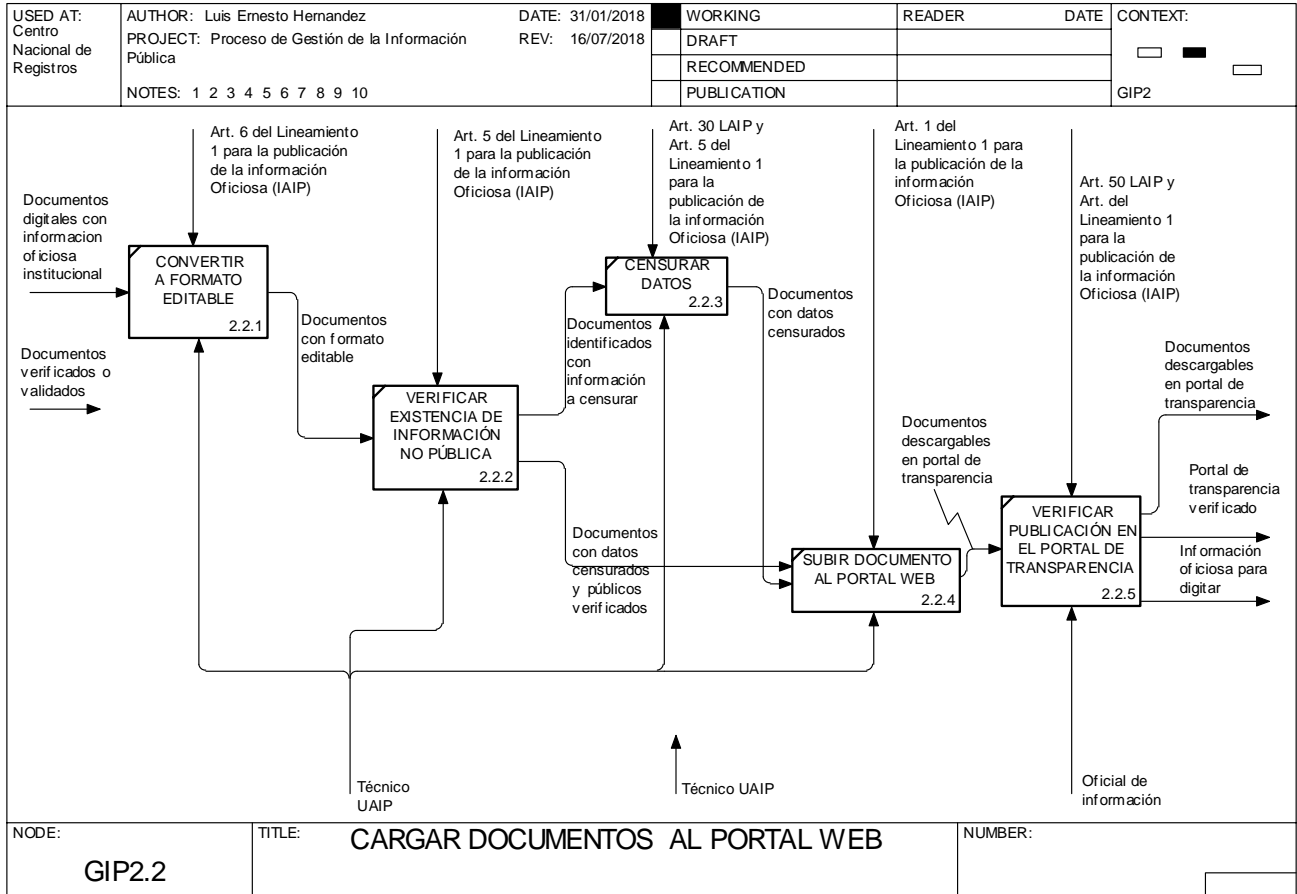 USED AT:
Centro
Nacional de
Registros
AUTHOR: Luis Ernesto Hernandez
DATE: 31/01/2018
PROJECT: Proceso de Gestión de la Información
Pública
REV: 16/07/2018
NOTES: 1 2 3 4 5 6 7 8 9 10
WORKING
DRAFT
RECOMMENDED
PUBLICATION
READER
DATE
CONTEXT:
GIP2
Art. 6 del Lineamiento
1 para la publicación
de la información
Oficiosa (IAIP)
Art. 5 del Lineamiento
1 para la publicación
de la información
Oficiosa (IAIP)
Art. 30 LAIP y
Art. 5 del
Lineamiento 1
para la
publicación de
la información
Oficiosa (IAIP)
Art. 1 del
Lineamiento 1 para
la publicación de la
información
Oficiosa (IAIP)
Art. 50 LAIP y
Art. del
Lineamiento 1
para la
publicación de
la información
Oficiosa (IAIP)
Documentos
digitales con
informacion
oficiosa
institucional
CONVERTIR
A FORMATO
EDITABLE
2.2.1
Documentos
verificados o
validados
Documentos
con formato
editable
VERIFICAR
EXISTENCIA DE
INFORMACIÓN
NO PÚBLICA
2.2.2
CENSURAR
DATOS
2.2.3
Documentos
identificados
con
información
a censurar
Documentos
con datos
censurados
Documentos
con datos
censurados
y públicos
verificados
SUBIR DOCUMENTO
AL PORTAL WEB
2.2.4
Documentos
descargables
en portal de
transparencia
VERIFICAR
PUBLICACIÓN EN
EL PORTAL DE
TRANSPARENCIA
2.2.5
Documentos
descargables
en portal de
transparencia
Portal de
transparencia
verificado
Información
oficiosa para
digitar
Técnico
UAIP
Técnico UAIP
Oficial de
información
NODE:
GIP2.2
TITLE:
CARGAR DOCUMENTOS AL PORTAL WEB
NUMBER: